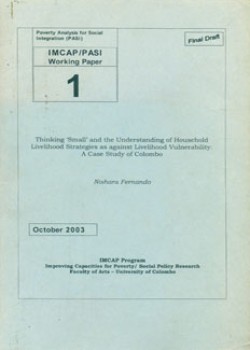 Poverty Analysis for Social
Integration (PASI)
IMCAP/PASI
Working Paper
1
Final Draft
Thinking 'Small' and the Understanding of Household
Livelihood Strategies as against Livelihood Vulnerability:
A Case Study of Colombo
Nishara Fernando
October 2003
IMCAP Program
Improving Capacities for Poverty/ Social Policy Research
Faculty of Arts - University of Colombo